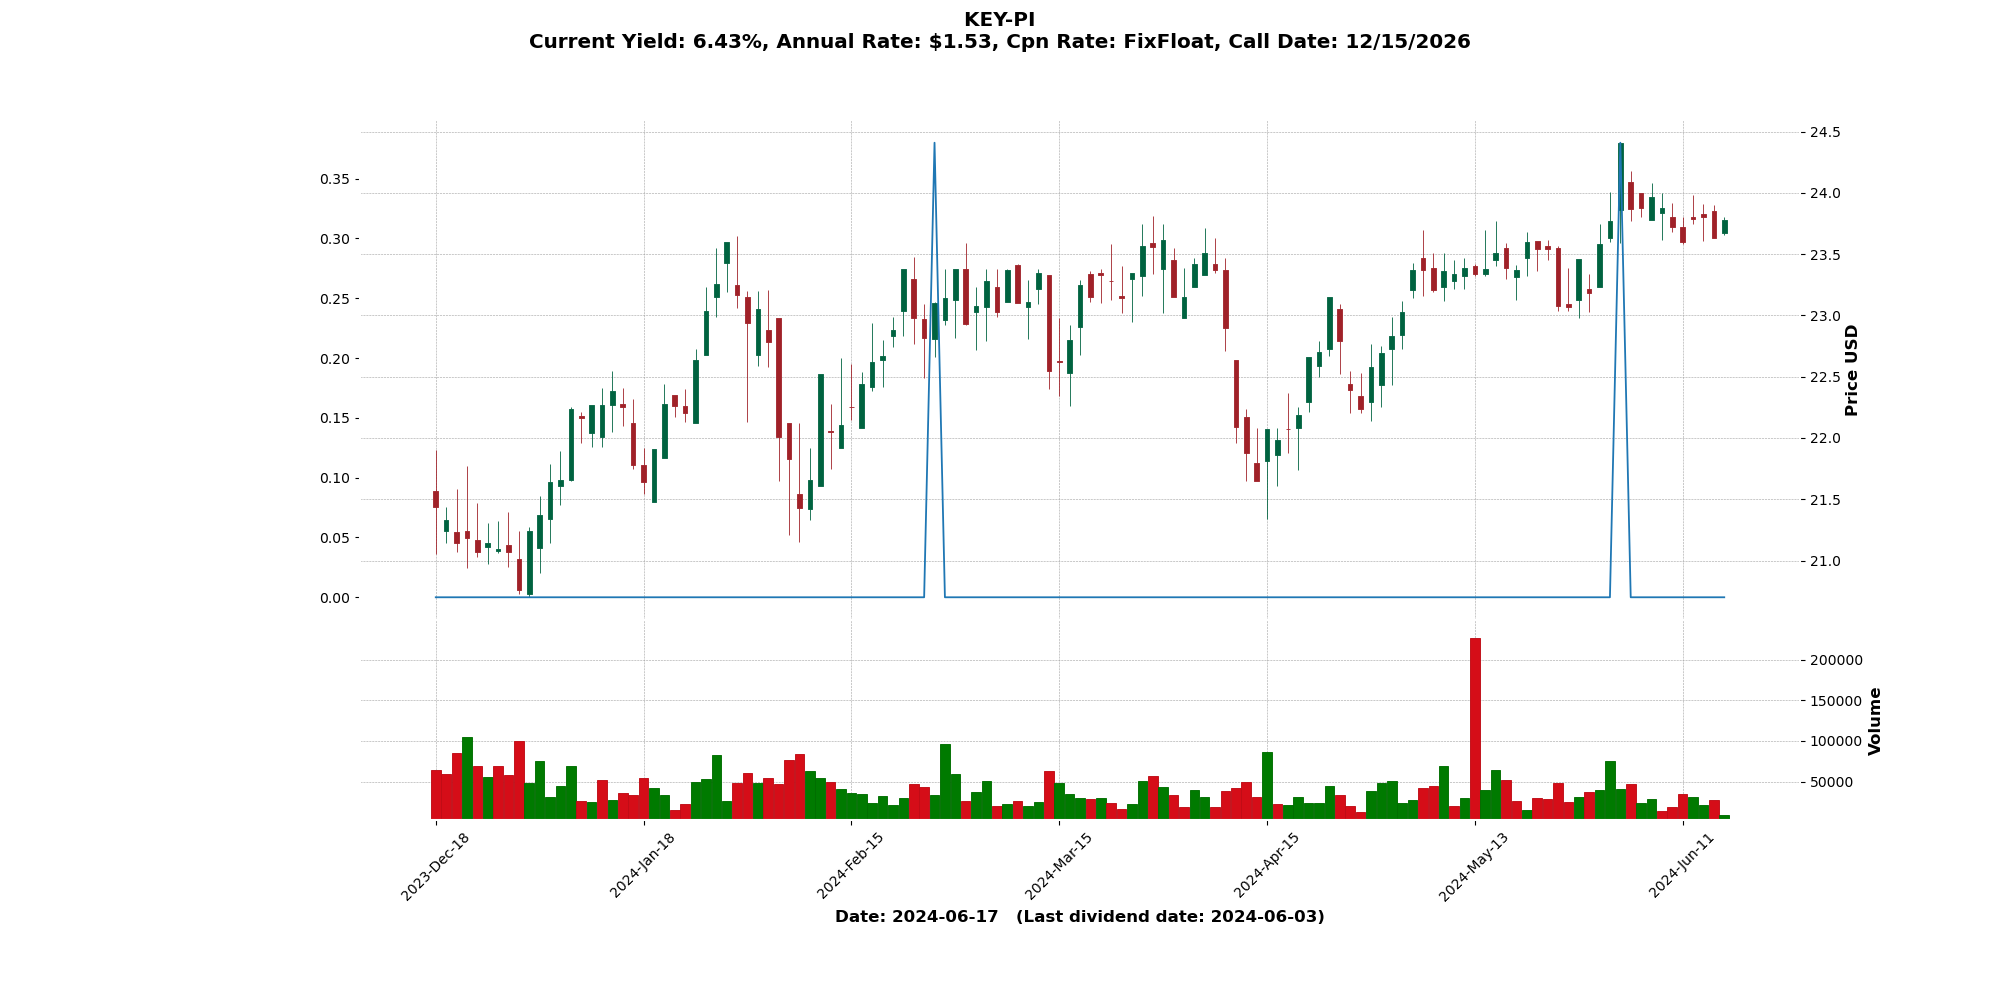 KEY-PI
Current Yield: 6.43%, Annual Rate: $1.53, Cpn Rate: FixFloat, Call Date: 12/15/2026
0.35
0.30
0.25
0.20
0.15
0.10
0.05
0.00
24.5
24.0
23.5
23.0
22.5
22.0
21.5
21.0
Price USD
200000
150000
100000
50000
Volume
2023-Dec-18
2024-Jan-18
2024-Feb-15
2024-Mar-15
2024-Apr-15
2024-May-13
2024-Jun-11
Date: 2024-06-17   (Last dividend date: 2024-06-03)